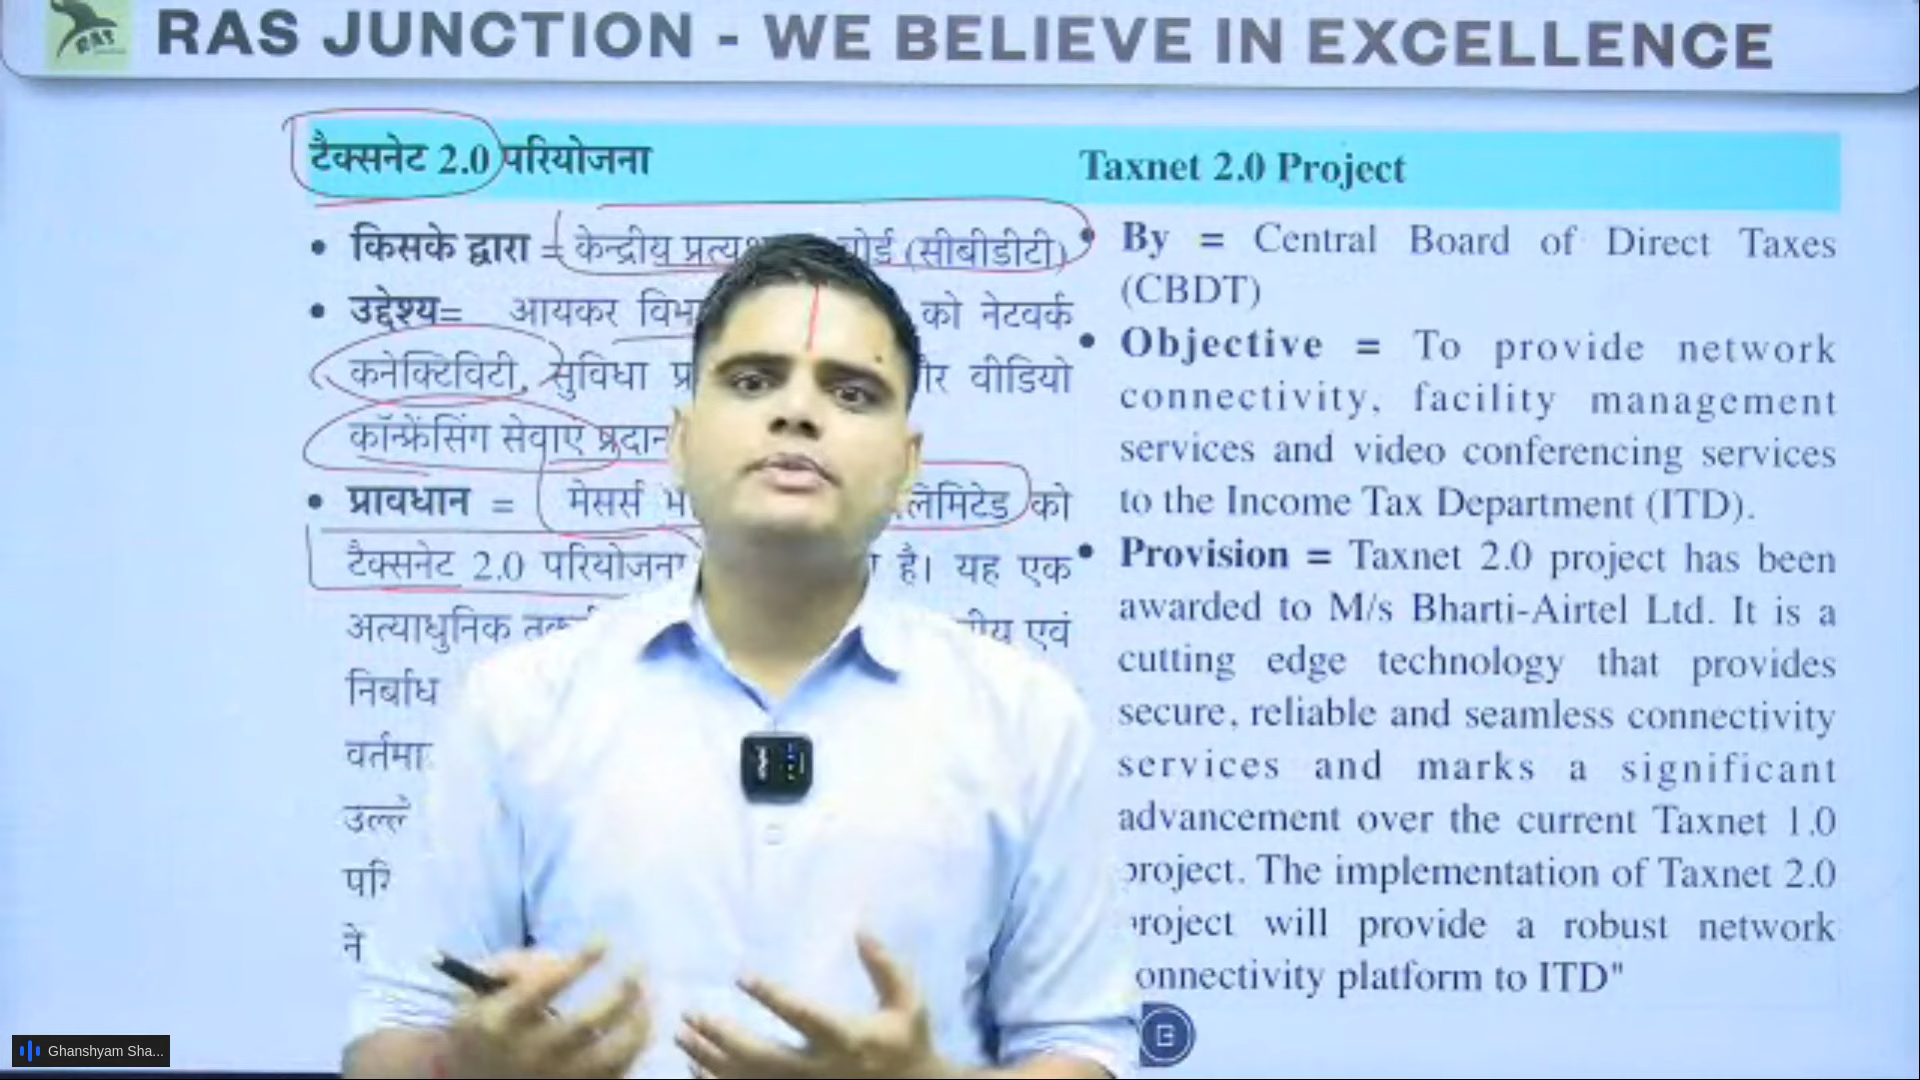 RAS
RAS JUNCTION - WE BELIEVE IN EXCELLENCE
टैक्सनेट 2.0 परियोजना
• किसके द्वारा = केन्द्रीय बोर्ड (सीबीडीटी)
• उद्देश्य= आयकर को नेटवर्क
कनेक्टिविटी, सुविधा वीडियो
कॉन्फ्रेंसिंग सेवाए प्रदान
• प्रावधान = मेसर्स लिमिटेड को
टैक्सनेट 2.0 परियोजना है। यह एक
अत्याधुनिक एवं
निर्बाध
ने
Taxnet 2.0 Project
• By = Central Board of Direct Taxes
(CBDT)
• Objective = To provide network
connectivity, facility management
services and video conferencing services
to the Income Tax Department (ITD).
• Provision = Taxnet 2.0 project has been
awarded to M/s Bharti-Airtel Ltd. It is a
cutting edge technology that provides
secure, reliable and seamless connectivity
services and marks a significant
advancement over the current Taxnet 1.0
project. The implementation of Taxnet 2.0
project will provide a robust network
connectivity platform to ITD"
Ghanshyam Sha...